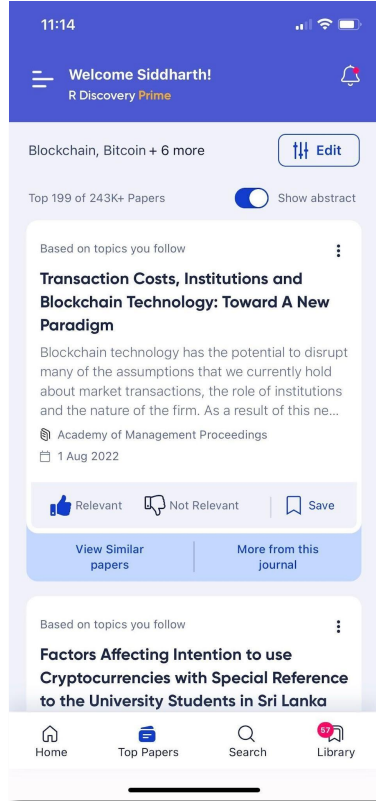 11:14
Welcome Siddharth!
R Discovery Prime
Blockchain, Bitcoin + 6 more
Edit
Top 199 of 243K+ Papers
Show abstract
Based on topics you follow
Transaction Costs, Institutions and
Blockchain Technology: Toward A New
Paradigm
Blockchain technology has the potential to disrupt
many of the assumptions that we currently hold
about market transactions, the role of institutions
and the nature of the firm. As a result of this ne...
Academy of Management Proceedings
1 Aug 2022
Relevant
Not Relevant
Save
View Similar
papers
More from this
journal
Based on topics you follow
Factors Affecting Intention to use
Cryptocurrencies with Special Reference
to the University Students in Sri Lanka
57
Home
Top Papers
Search
Library